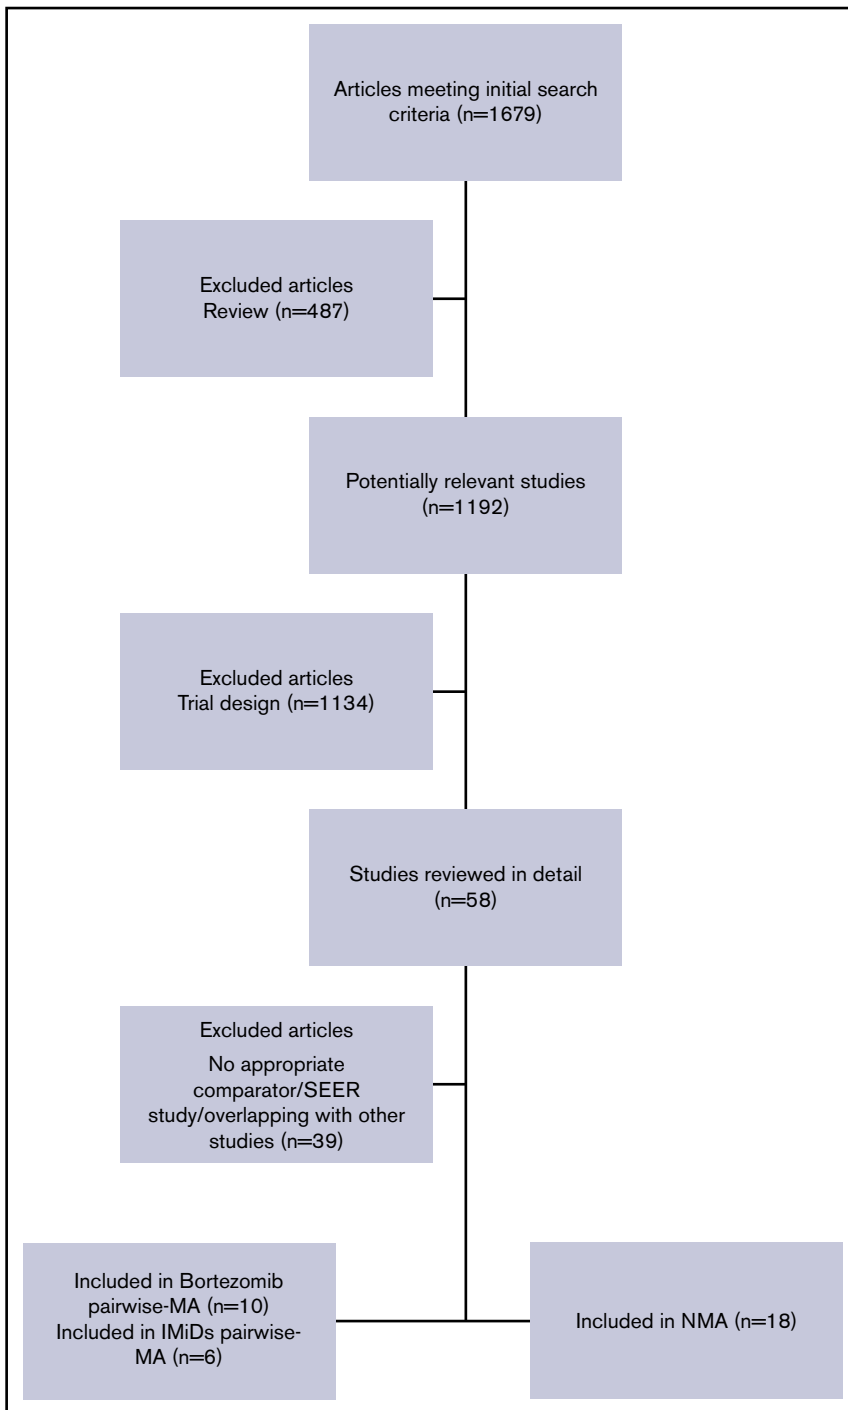 Articles meeting initial search
criteria (n=1679)
Excluded articles
Review (n=487)
Potentially relevant studies
(n=1192)
Excluded articles
Trial design (n=1134)
Studies reviewed in detail
(n=58)
Excluded articles
No appropriate
comparator/SEER
study/overlapping with other
studies (n=39)
Included in Bortezomib
pairwise-MA (n=10)
Included in IMiDs pairwise-
MA (n=6)
Included in NMA (n=18)